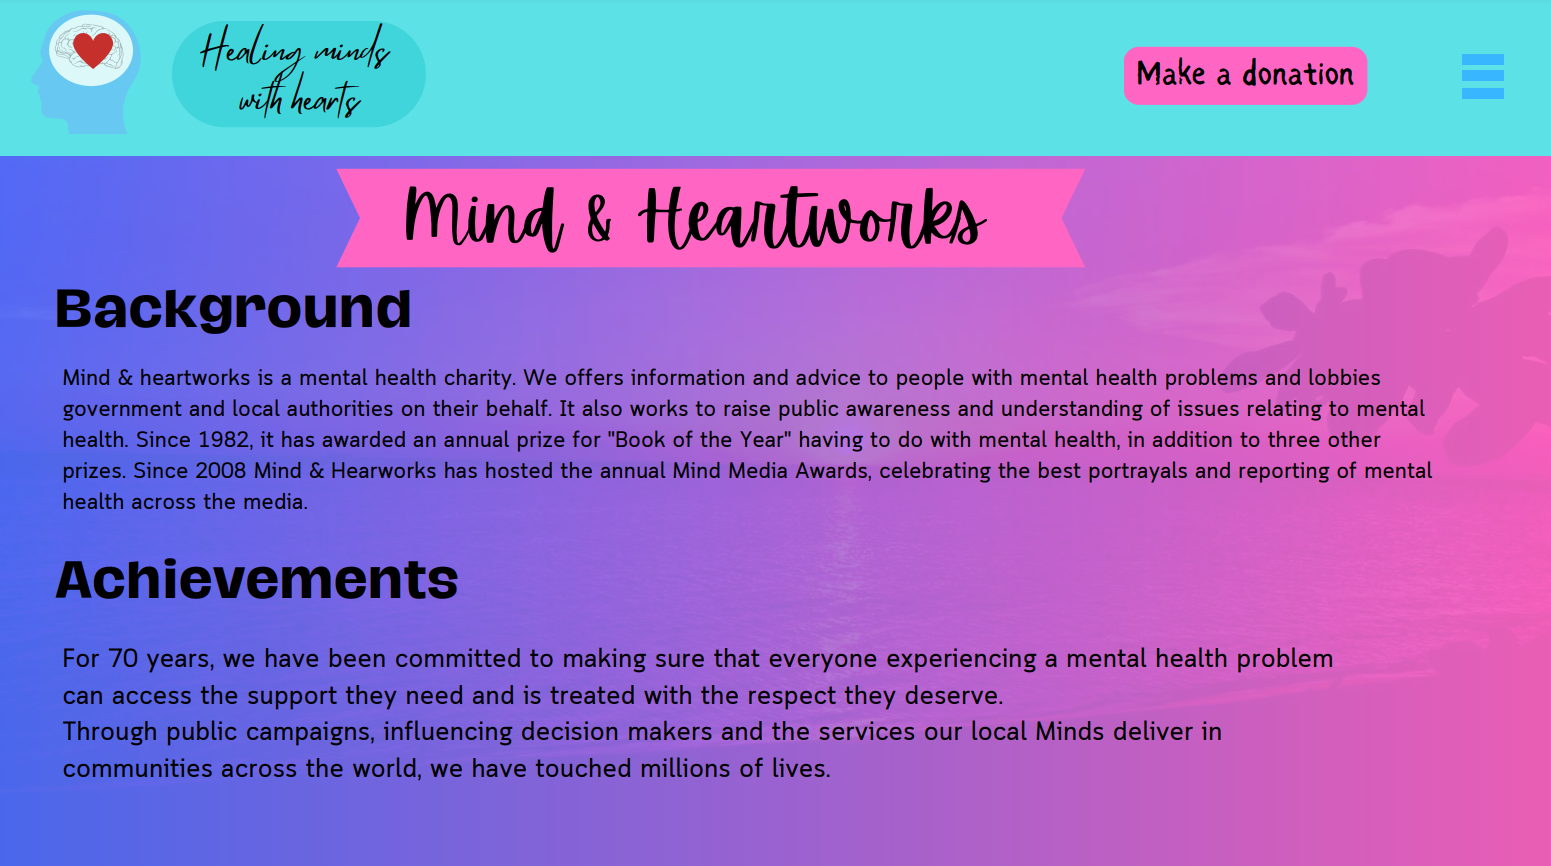 Healing minds
with hearts
Make a donation
Mind & Heartworks
Background
Mind & heartworks is a mental health charity. We offers information and advice to people with mental health problems and lobbies
government and local authorities on their behalf. It also works to raise public awareness and understanding of issues relating to mental
health. Since 1982, it has awarded an annual prize for "Book of the Year" having to do with mental health, in addition to three other
prizes. Since 2008 Mind & Hearworks has hosted the annual Mind Media Awards, celebrating the best portrayals and reporting of mental
health across the media.
Achievements
For 70 years, we have been committed to making sure that everyone experiencing a mental health problem
can access the support they need and is treated with the respect they deserve.
Through public campaigns, influencing decision makers and the services our local Minds deliver in
communities across the world, we have touched millions of lives.